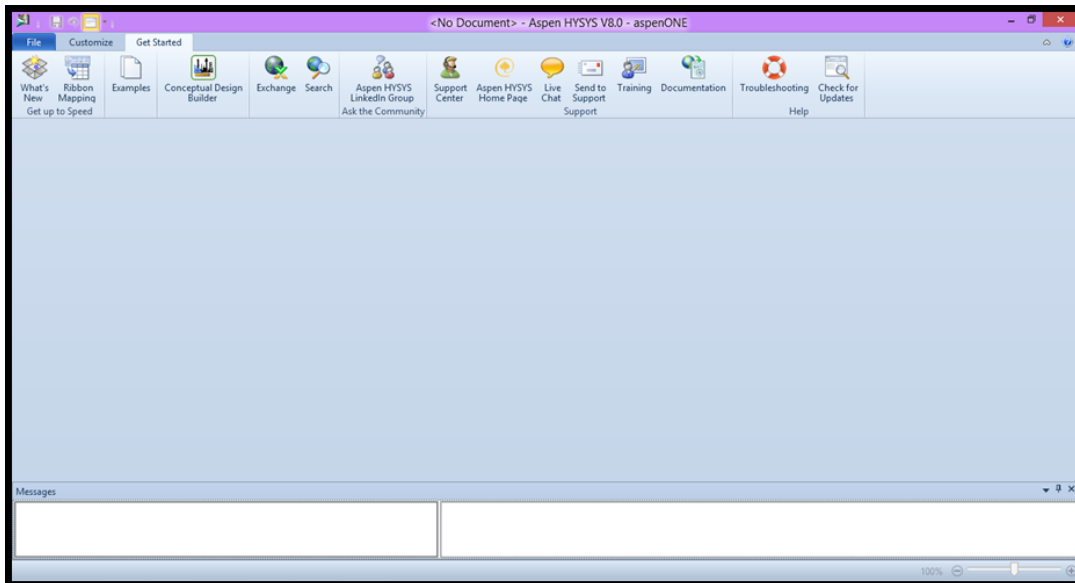 <No Document> - Aspen HYSYS V8.0 - aspenONE
File Customize Get Started
What's New
Ribbon Mapping
Examples
Conceptual Design Builder
Exchange
Search
Aspen HYSYS LinkedIn Group
Support Center
Aspen HYSYS Home Page
Live Chat
Send to Support
Training
Documentation
Troubleshooting
Check for Updates
Get up to Speed
Ask the Community
Support
Help
Messages
100%